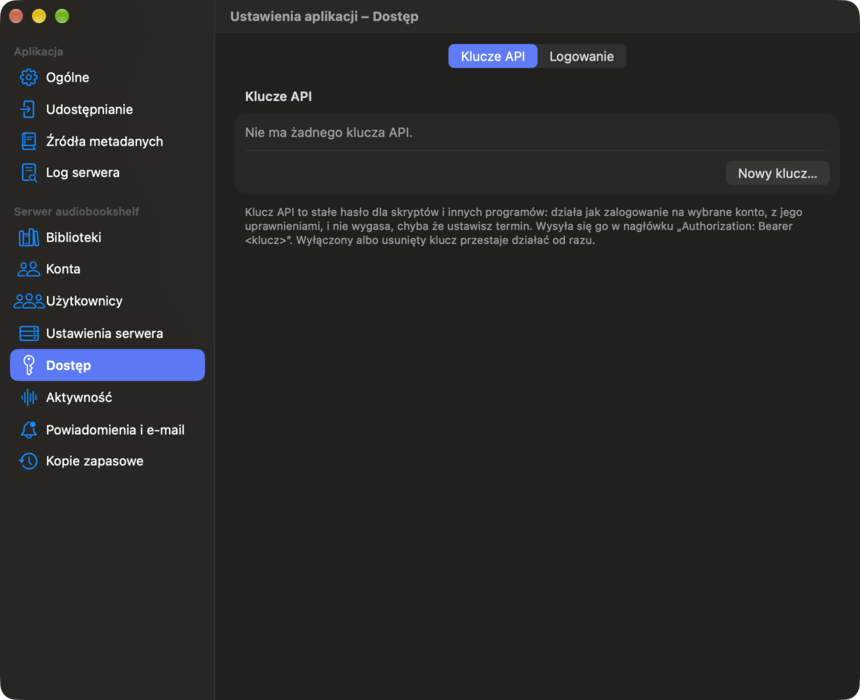 Ustawienia aplikacji – Dostęp
Aplikacja
Ogólne
Udostępnianie
Źródła metadanych
Log serwera
Serwer audiobookshelf
Biblioteki
Konta
Użytkownicy
Ustawienia serwera
Dostęp
Aktywność
Powiadomienia i e-mail
Kopie zapasowe
Klucze API
Logowanie
Klucze API
Nie ma żadnego klucza API.
Nowy klucz...
Klucz API to stałe hasło dla skryptów i innych programów: działa jak zalogowanie na wybrane konto, z jego
uprawnieniami, i nie wygasa, chyba że ustawisz termin. Wysyła się go w nagłówku „Authorization: Bearer
<klucz>”. Wyłączony albo usunięty klucz przestaje działać od razu.